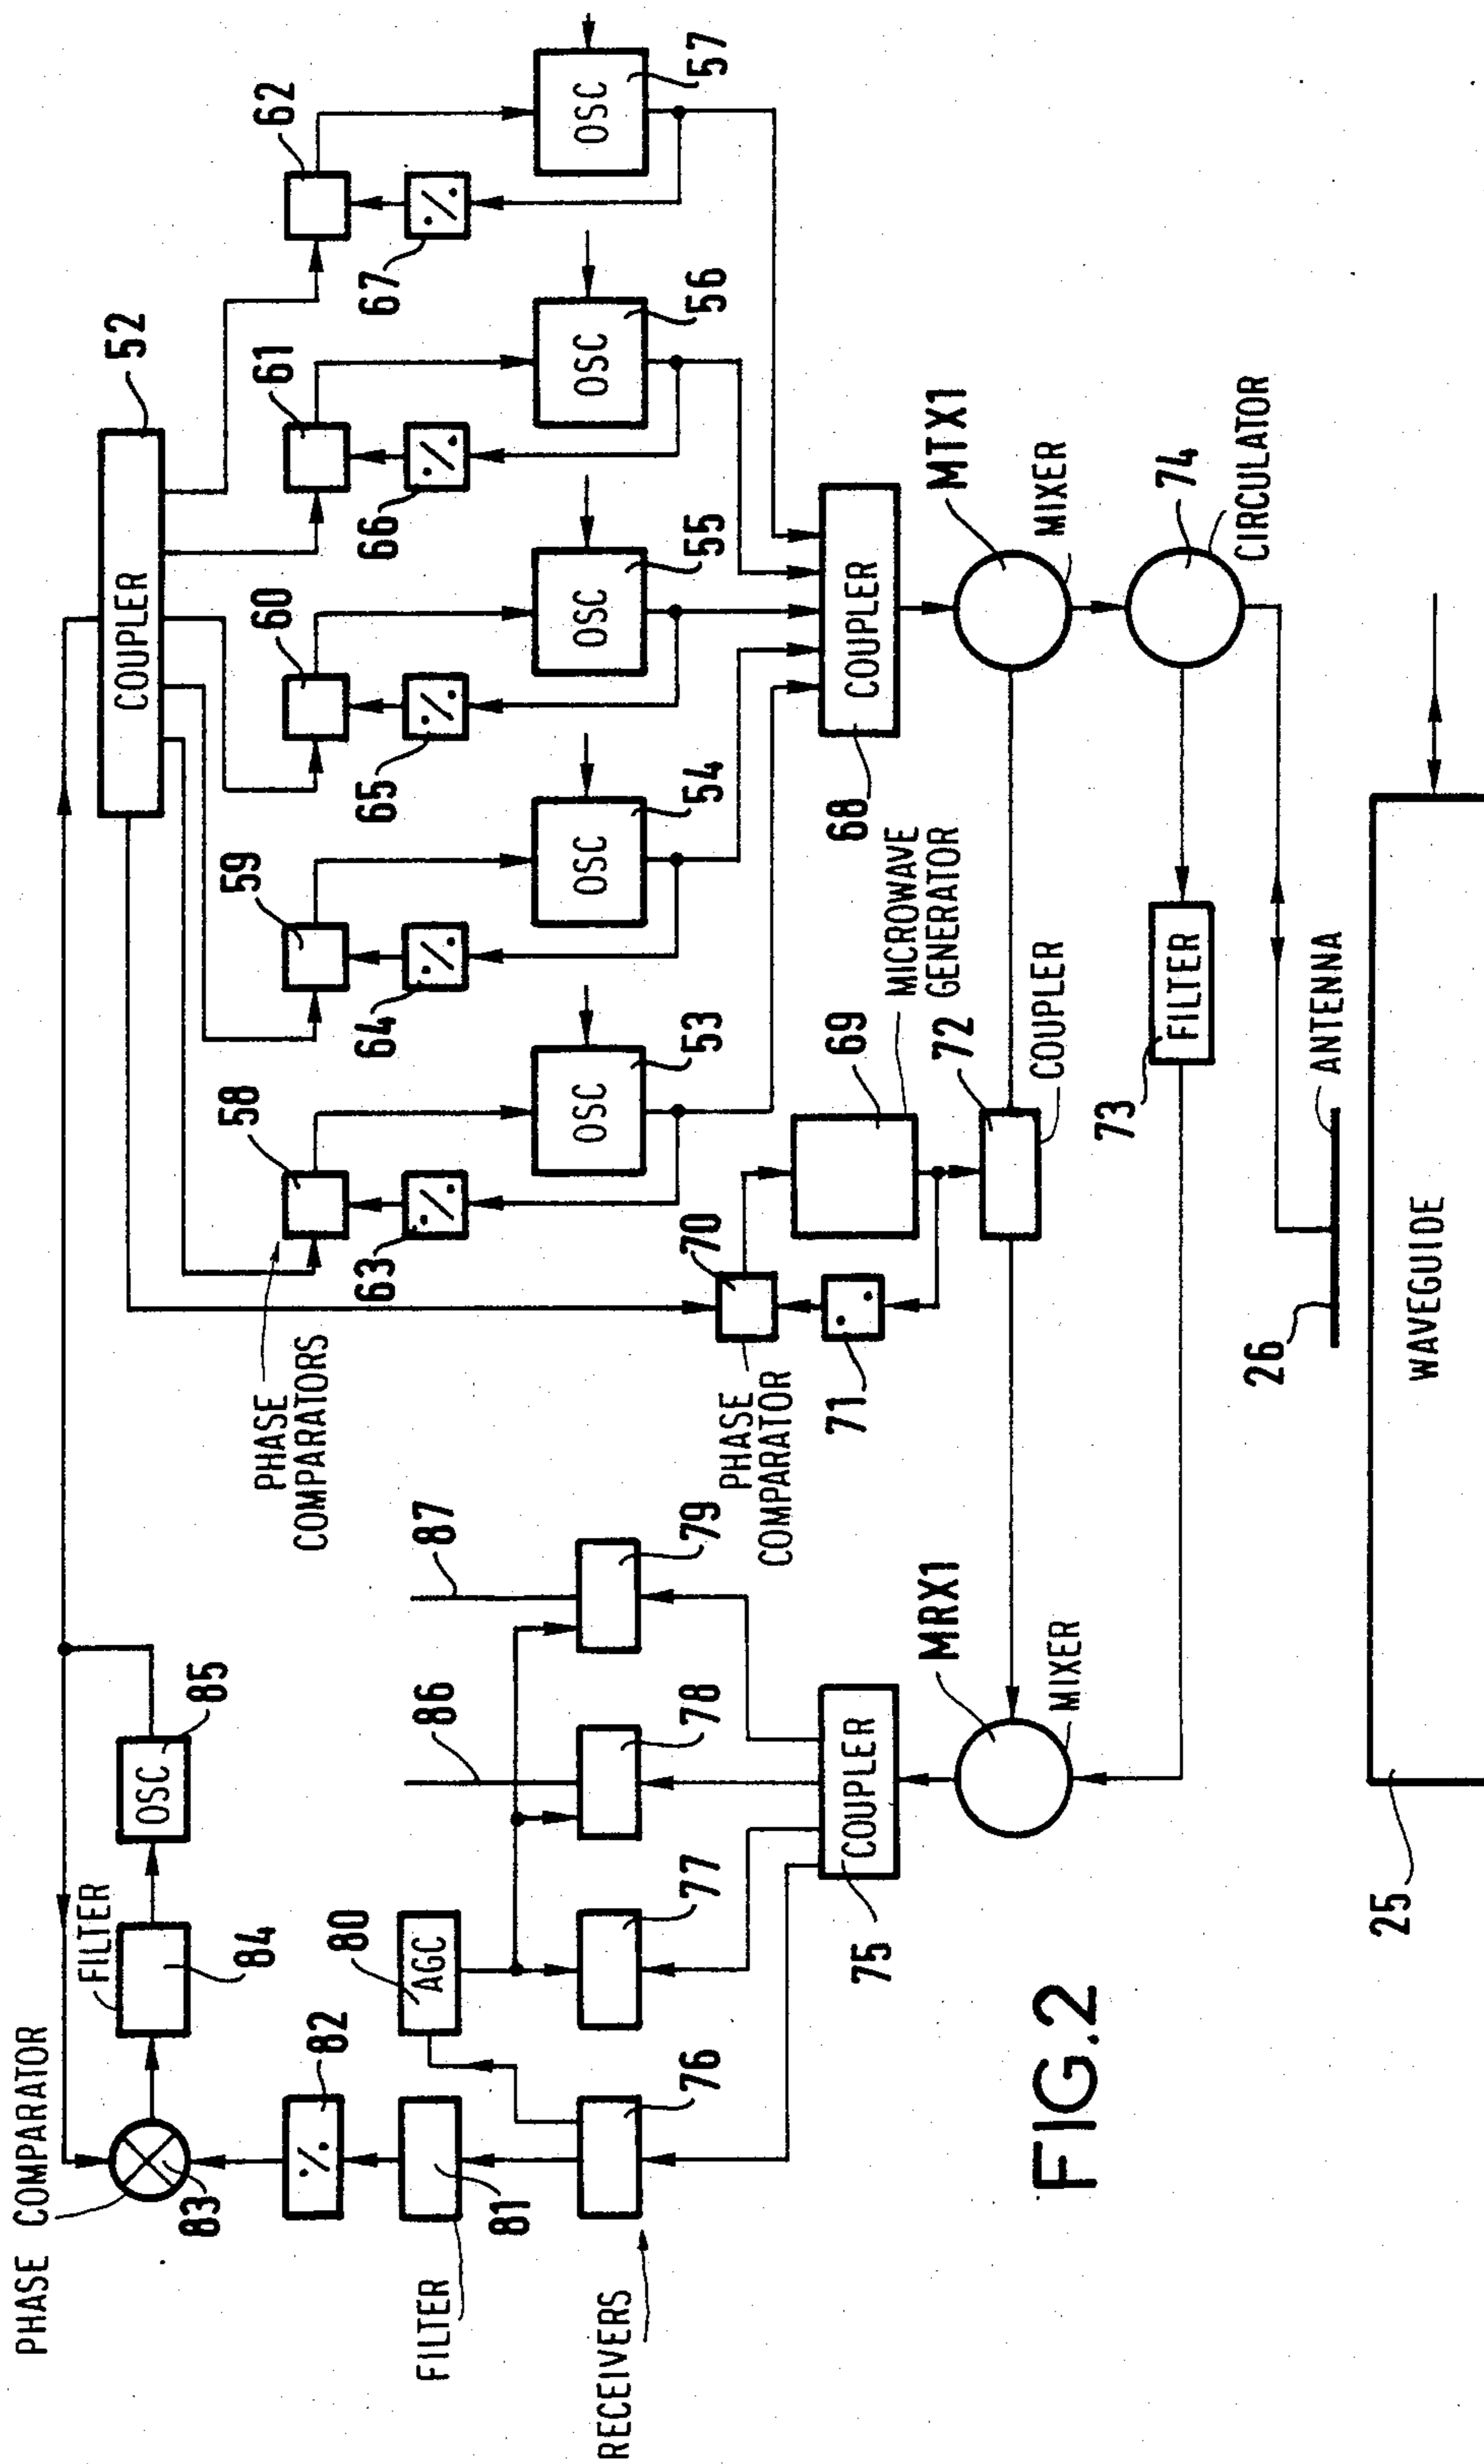 PHASE COMPARATOR
83
FILTER
84
OSC
85
COUPLER
52
82
FILTER
81
AGC
80
86
87
RECEIVERS
76
77
78
79
PHASE
COMPARATORS
58
59
60
61
62
·/·
63
·/·
64
·/·
65
·/·
66
·/·
67
·/·
OSC
53
OSC
54
OSC
55
OSC
56
OSC
57
PHASE
COMPARATOR
70
71
69
MICROWAVE
GENERATOR
COUPLER
75
COUPLER
68
MRX1
MIXER
72
COUPLER
MTX1
MIXER
FILTER
73
74
CIRCULATOR
26
ANTENNA
25
WAVEGUIDE
FIG.2